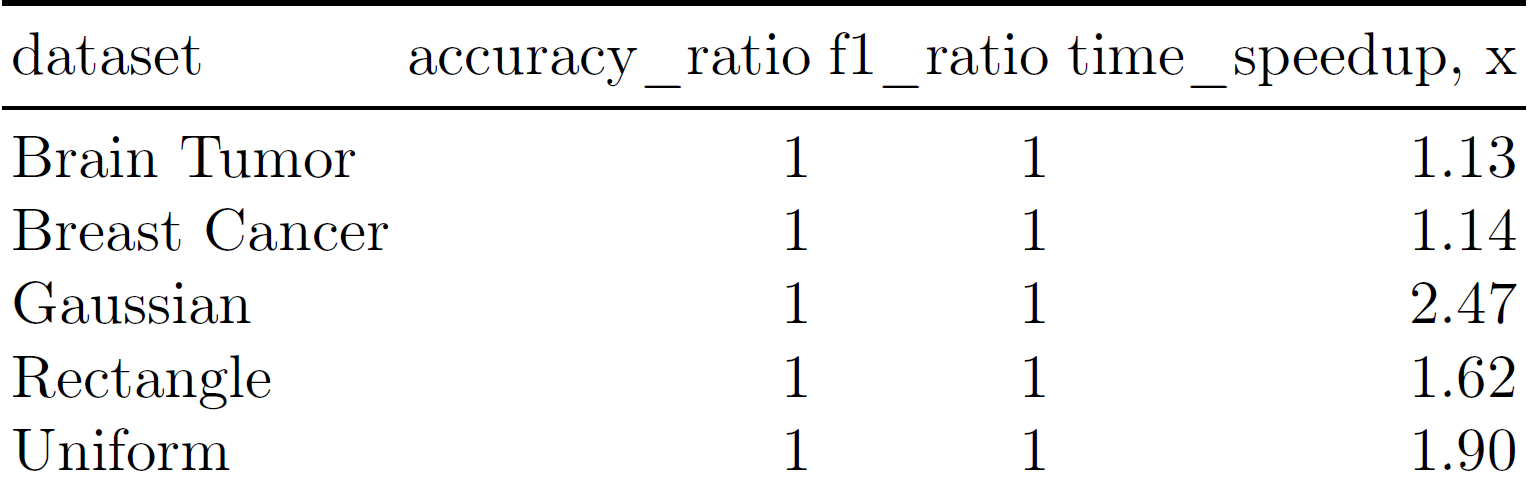 dataset accuracy_ratio f1_ratio time_speedup, x
Brain Tumor 1 1 1.13
Breast Cancer 1 1 1.14
Gaussian 1 1 2.47
Rectangle 1 1 1.62
Uniform 1 1 1.90